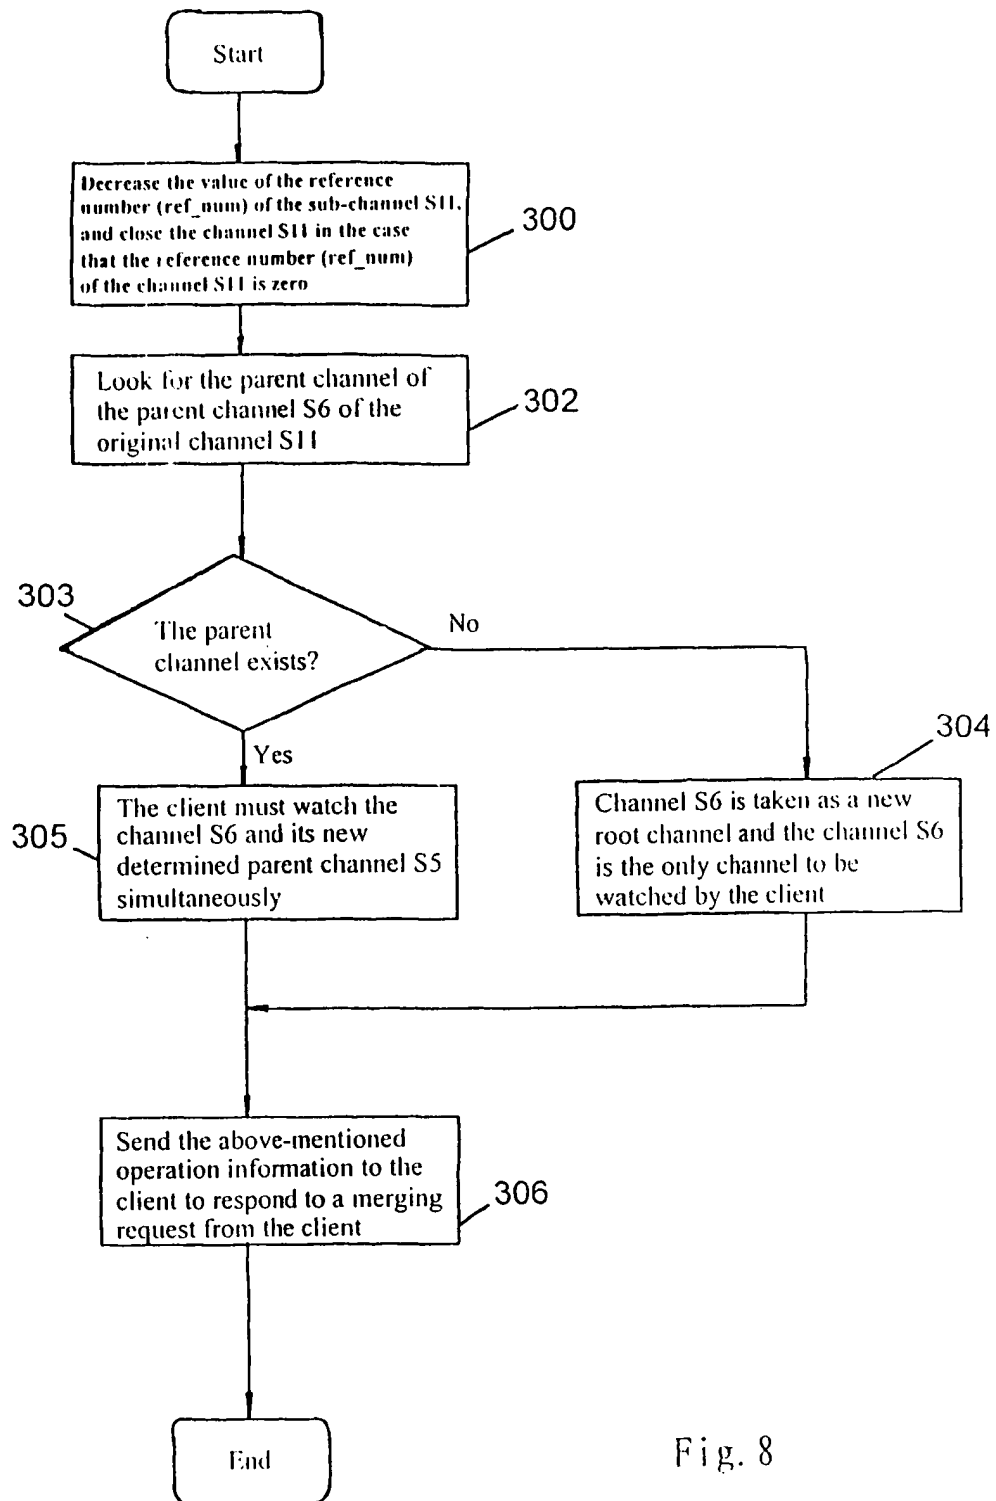 Start
Decrease the value of the reference
number (ref_num) of the sub-channel S11,
and close the channel S11 in the case
that the reference number (ref_num)
of the channel S11 is zero
300
Look for the parent channel of
the parent channel S6 of the
original channel S11
302
303
The parent
channel exists?
No
Yes
304
305
The client must watch the
channel S6 and its new
determined parent channel S5
simultaneously
Channel S6 is taken as a new
root channel and the channel S6
is the only channel to be
watched by the client
Send the above-mentioned
operation information to the
client to respond to a merging
request from the client
306
End
Fig. 8